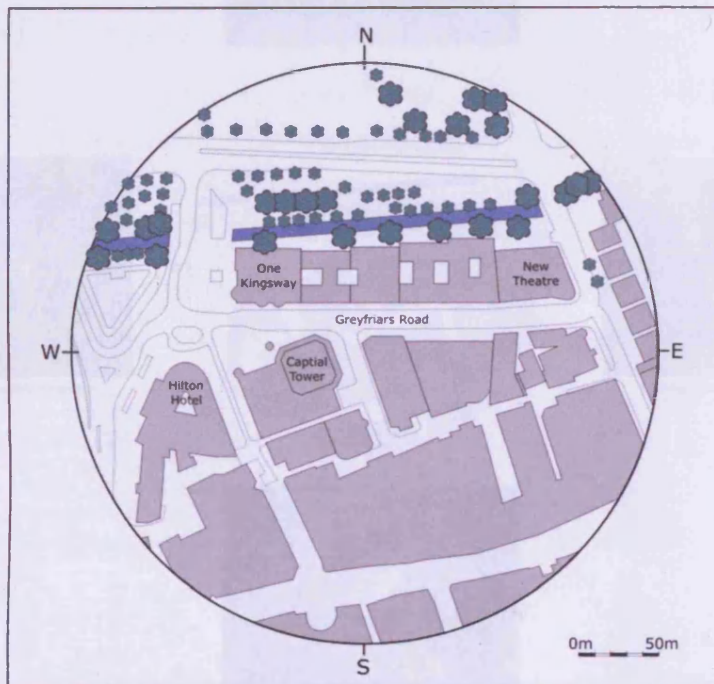 N
One
Kingsway
New
Theatre
Greyfriars Road
W
E
Captial
Tower
Hilton
Hotel
S
0m 50m